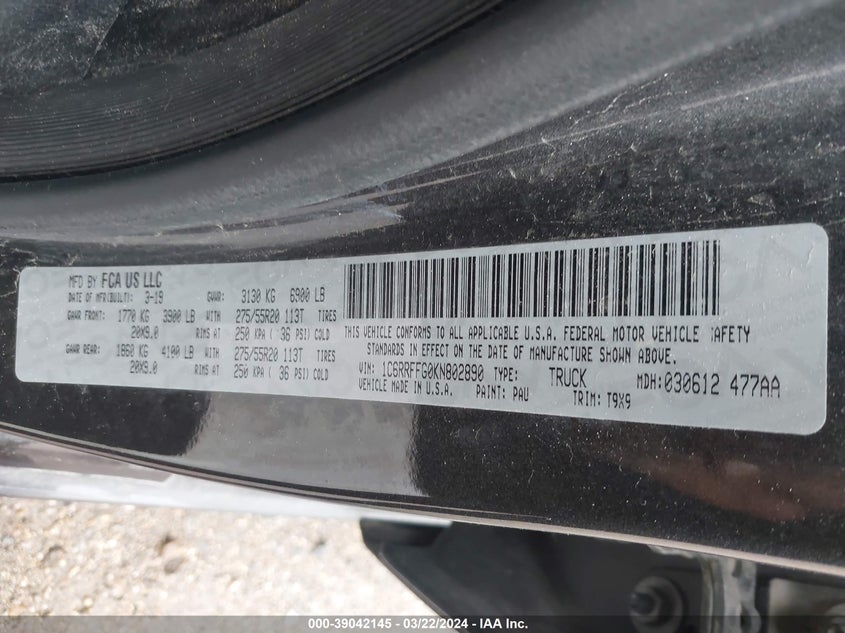 MFD BY FCA US LLC
DATE OF MFR(BUILT): 3-19 GVWR: 3130 KG 6900 LB
GAWR FRONT: 1770 KG 3900 LB WITH 275/55R20 113T TIRES
20X9.0 RIMS AT 250 KPA ( 36 PSI) COLD
GAWR REAR: 1860 KG 4100 LB WITH 275/55R20 113T TIRES
20X9.0 RIMS AT 250 KPA ( 36 PSI) COLD
THIS VEHICLE CONFORMS TO ALL APPLICABLE U.S.A. FEDERAL MOTOR VEHICLE SAFETY
STANDARDS IN EFFECT ON THE DATE OF MANUFACTURE SHOWN ABOVE.
VIN: 1C6RRFFG0KN802890 TYPE: TRUCK MDH:030612 477AA
VEHICLE MADE IN U.S.A. PAINT: PAU TRIM: T9X9
000-39042145 - 03/22/2024 - IAA Inc.